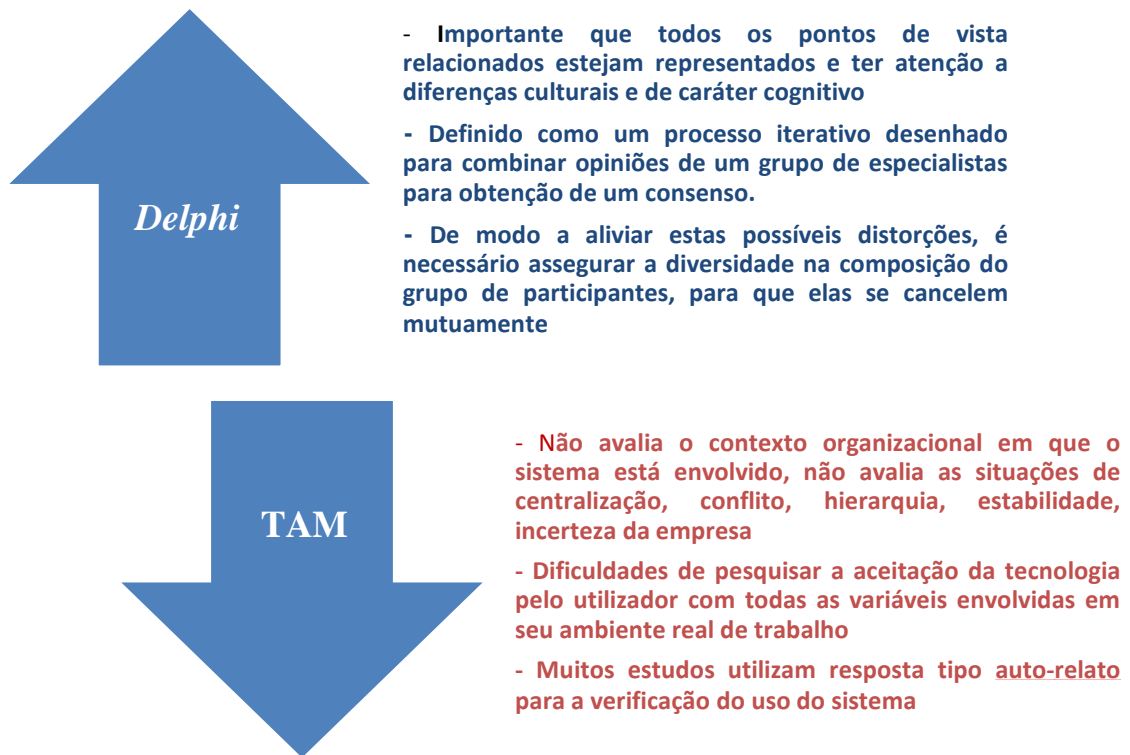 - Importante que todos os pontos de vista
relacionados estejam representados e ter atenção a
diferenças culturais e de caráter cognitivo
- Definido como um processo iterativo desenhado
para combinar opiniões de um grupo de especialistas
para obtenção de um consenso.
Delphi
- De modo a aliviar estas possíveis distorções, é
necessário assegurar a diversidade na composição do
grupo de participantes, para que elas se cancelem
mutuamente
- Não avalia o contexto organizacional em que o
sistema está envolvido, não avalia as situações de
centralização, conflito, hierarquia, estabilidade,
incerteza da empresa
TAM
- Dificuldades de pesquisar a aceitação da tecnologia
pelo utilizador com todas as variáveis envolvidas em
seu ambiente real de trabalho
- Muitos estudos utilizam resposta tipo auto-relato
para a verificação do uso do sistema